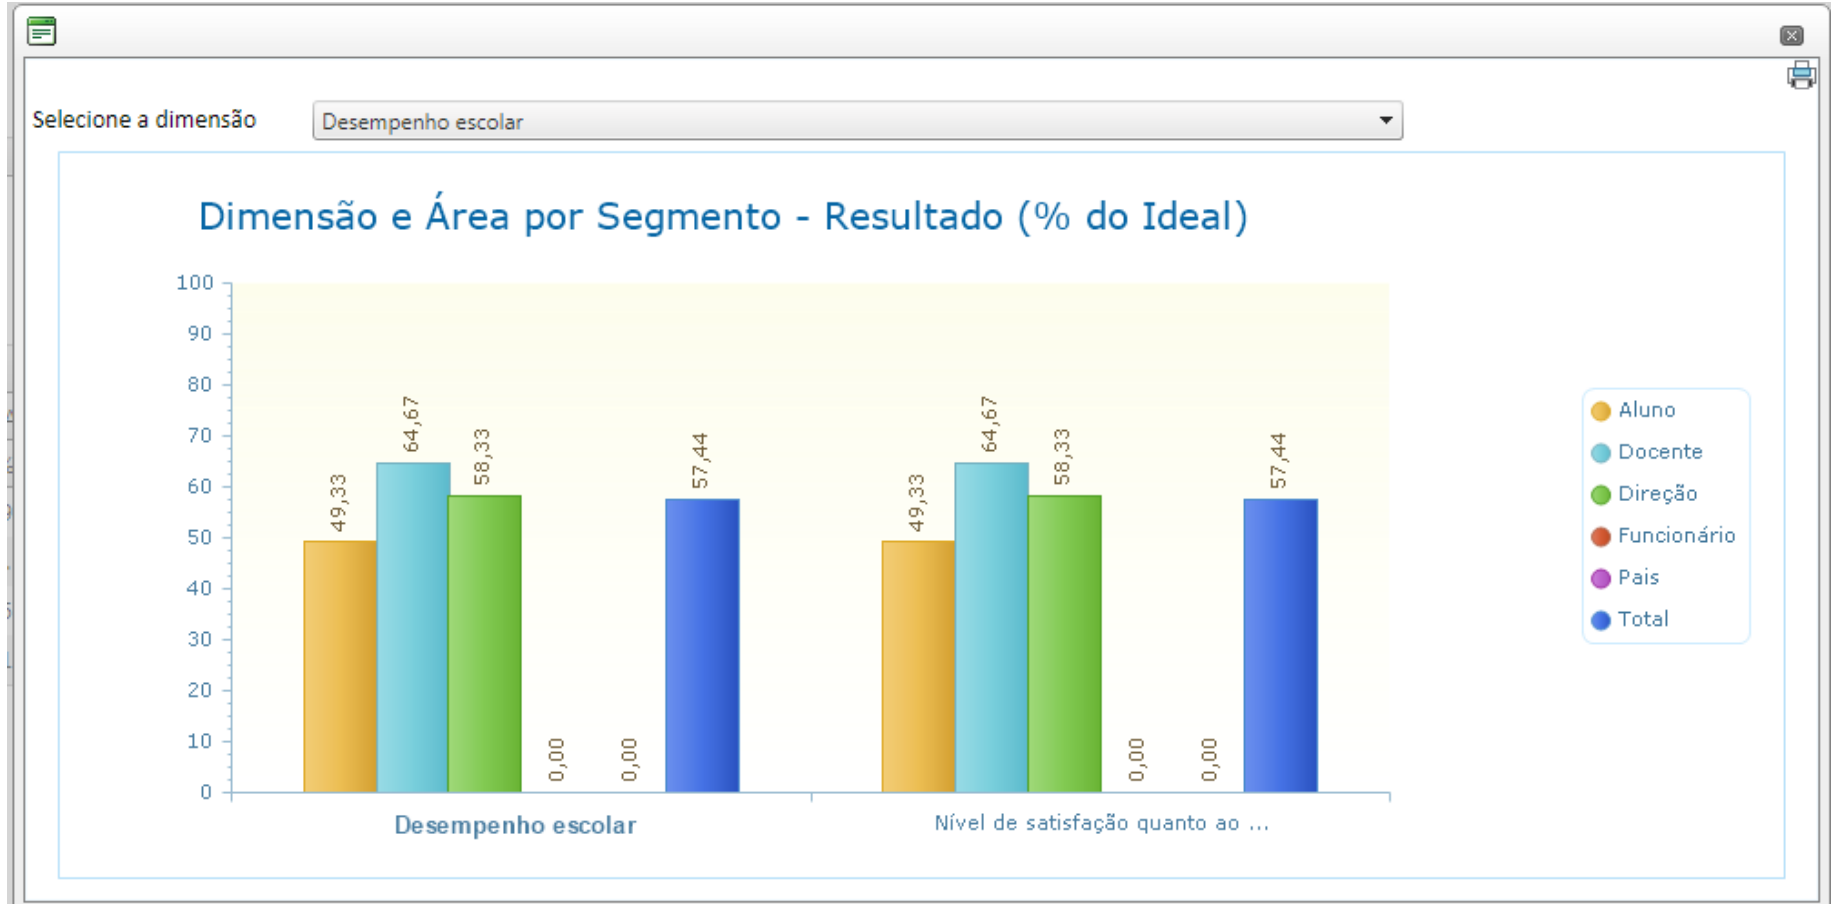 Selecione a dimensão
Desempenho escolar
Dimensão e Área por Segmento - Resultado (% do Ideal)
100
90
80
70
60
50
40
30
20
10
0
49,33
64,67
58,33
0,00
0,00
57,44
49,33
64,67
58,33
0,00
0,00
57,44
Desempenho escolar
Nível de satisfação quanto ao ...
Aluno
Docente
Direção
Funcionário
Pais
Total